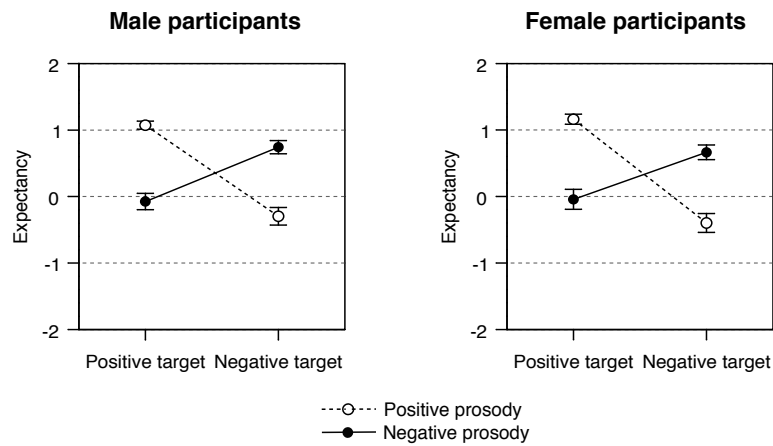 Male participants
2
1
0
-1
-2
Expectancy
Positive target Negative target
Female participants
2
1
0
-1
-2
Expectancy
Positive target Negative target
Positive prosody
Negative prosody